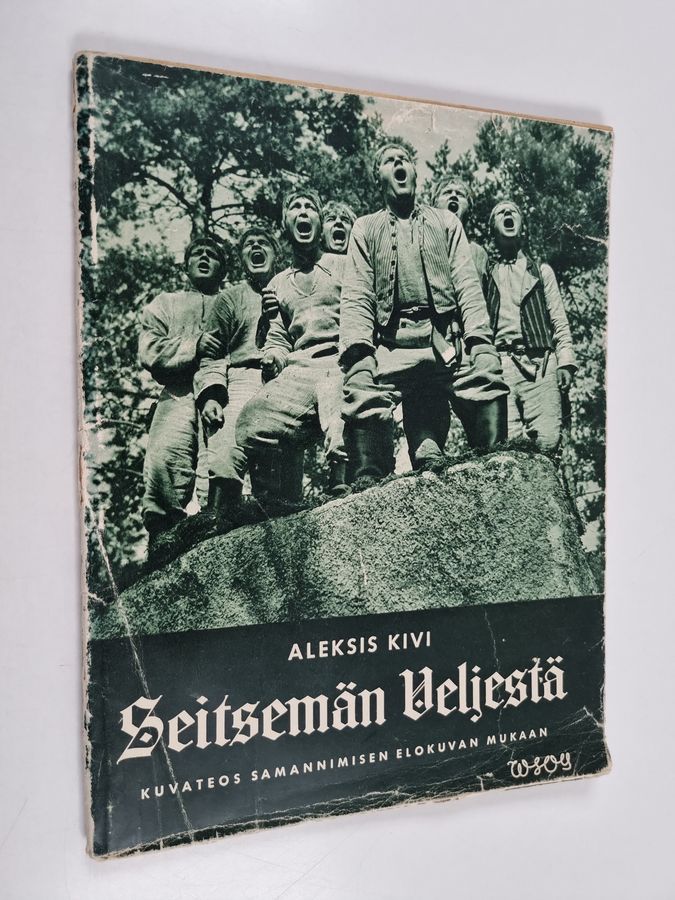 ALEKSIS KIVI
Seitsemän Veljestä
KUVATEOS SAMANNIMISEN ELOKUVAN MUKAAN
WSOY